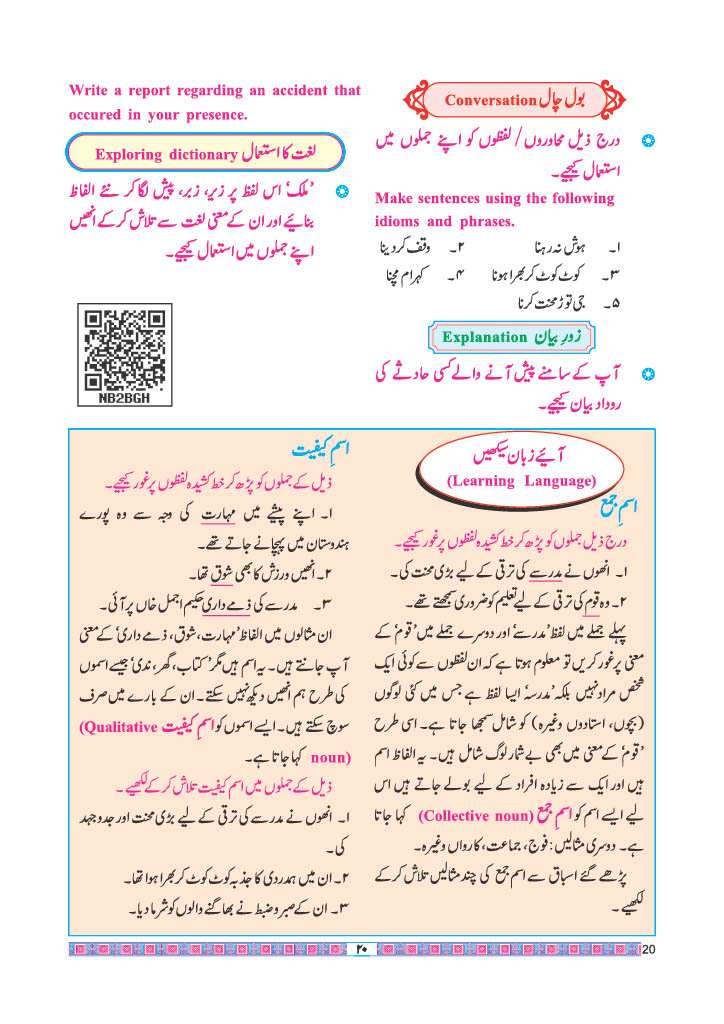 بول چال Conversation
درج ذیل محاوروں / لفظوں کو اپنے جملوں میں
استعمال کیجیے۔
Make sentences using the following
idioms and phrases.
۱۔ ہوش نہ رہنا ۲۔ وقف کردینا
۳۔ کوٹ کوٹ کر بھرا ہونا ۴۔ کہرام مچنا
۵۔ جی توڑ محنت کرنا
زورِ بیان Explanation
آپ کے سامنے پیش آنے والے کسی حادثے کی
روداد بیان کیجیے۔
Write a report regarding an accident that
occured in your presence.
لغت کا استعمال Exploring dictionary
’ملک‘ اس لفظ پر زیر، زبر، پیش لگا کر نئے الفاظ
بنائیے اور ان کے معنی لغت سے تلاش کرکے انھیں
اپنے جملوں میں استعمال کیجیے۔
NB2BGH
آئیے زبان سیکھیں
(Learning Language)
اسمِ جمع
درج ذیل جملوں کو پڑھ کر خط کشیدہ لفظوں پر غور کیجیے۔
۱۔ انھوں نے مدرسے کی ترقی کے لیے بڑی محنت کی۔
۲۔ وہ قوم کی ترقی کے لیے تعلیم کو ضروری سمجھتے تھے۔
پہلے جملے میں لفظ ’مدرسے‘ اور دوسرے جملے میں ’قوم‘ کے
معنی پر غور کریں تو معلوم ہوتا ہے کہ ان لفظوں سے کوئی ایک
شخص مراد نہیں بلکہ ’مدرسہ‘ ایسا لفظ ہے جس میں کئی لوگوں
(بچوں، استادوں وغیرہ) کو شامل سمجھا جاتا ہے۔ اسی طرح
’قوم‘ کے معنی میں بھی بے شمار لوگ شامل ہیں۔ یہ الفاظ اسم
ہیں اور ایک سے زیادہ افراد کے لیے بولے جاتے ہیں اس
لیے ایسے اسم کو اسمِ جمع (Collective noun) کہا جاتا
ہے۔ دوسری مثالیں: فوج، جماعت، کارواں وغیرہ۔
پڑھے گئے اسباق سے اسم جمع کی چند مثالیں تلاش کرکے
لکھیے۔
اسمِ کیفیت
ذیل کے جملوں کو پڑھ کر خط کشیدہ لفظوں پر غور کیجیے۔
۱۔ اپنے پیشے میں مہارت کی وجہ سے وہ پورے
ہندوستان میں پہچانے جاتے تھے۔
۲۔ انھیں ورزش کا بھی شوق تھا۔
۳۔ مدرسے کی ذمے داری حکیم اجمل خاں پر آئی۔
ان مثالوں میں الفاظ ’مہارت، شوق، ذمے داری‘ کے معنی
آپ جانتے ہیں۔ یہ اسم ہیں مگر ’کتاب، گھر، ندی‘ جیسے اسموں
کی طرح ہم انھیں دیکھ نہیں سکتے۔ ان کے بارے میں صرف
سوچ سکتے ہیں۔ ایسے اسموں کو اسمِ کیفیت (Qualitative
noun) کہا جاتا ہے۔
ذیل کے جملوں میں اسم کیفیت تلاش کرکے لکھیے۔
۱۔ انھوں نے مدرسے کی ترقی کے لیے بڑی محنت اور جدوجہد
کی۔
۲۔ ان میں ہمدردی کا جذبہ کوٹ کوٹ کر بھرا ہوا تھا۔
۳۔ ان کے صبر و ضبط نے بھاگنے والوں کو شرما دیا۔
۲۰
20